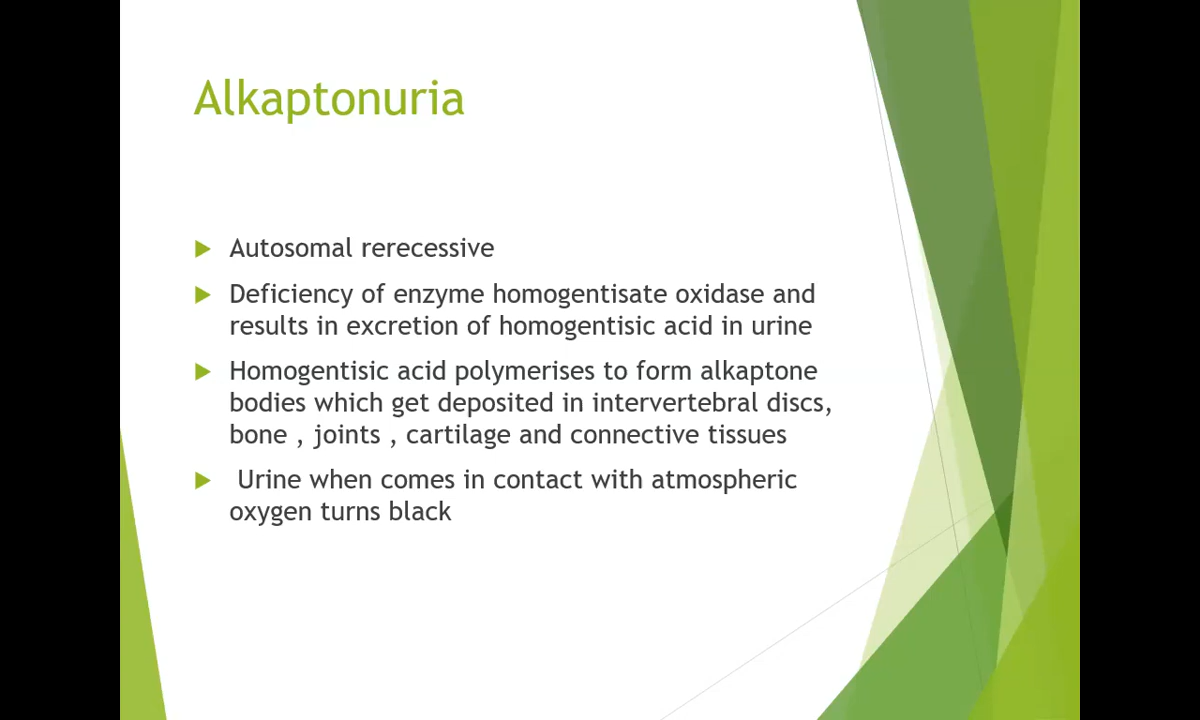 Alkaptonuria
Autosomal rerecessive
Deficiency of enzyme homogentisate oxidase and
results in excretion of homogentisic acid in urine
Homogentisic acid polymerises to form alkaptone
bodies which get deposited in intervertebral discs,
bone , joints , cartilage and connective tissues
Urine when comes in contact with atmospheric
oxygen turns black